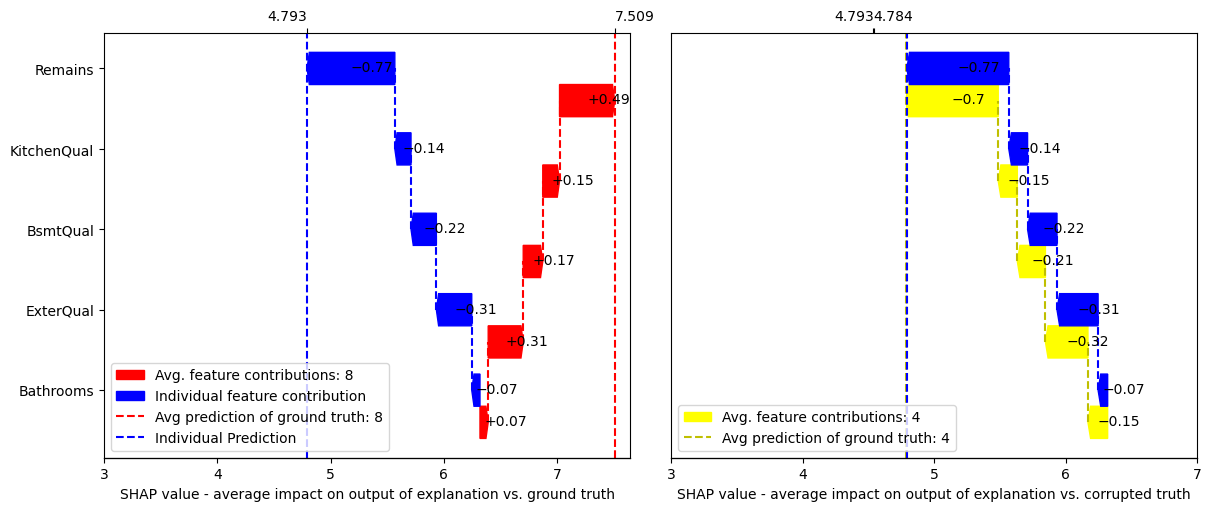 4.793
7.509
4.7934.784
Remains
−0.77
+0.49
KitchenQual
−0.14
+0.15
BsmtQual
−0.22
+0.17
ExterQual
−0.31
+0.31
Bathrooms
−0.07
+0.07
Avg. feature contributions: 8
Individual feature contribution
Avg prediction of ground truth: 8
Individual Prediction
3 4 5 6 7
SHAP value - average impact on output of explanation vs. ground truth
−0.77
−0.7
−0.14
−0.15
−0.22
−0.21
−0.31
−0.32
−0.07
−0.15
Avg. feature contributions: 4
Avg prediction of ground truth: 4
3 4 5 6 7
SHAP value - average impact on output of explanation vs. corrupted truth